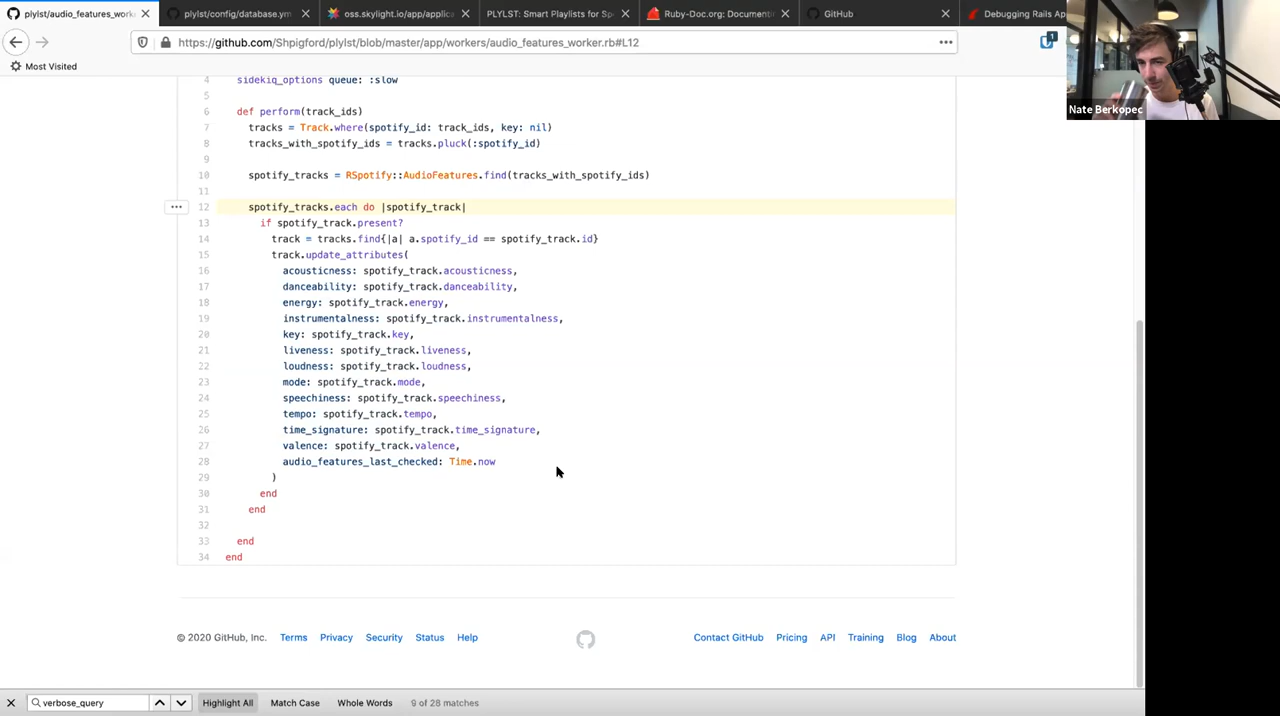 plylst/audio_features_work
plylst/config/database.ym
oss.skylight.io/app/applica
PLYLST: Smart Playlists for Sp
Ruby-Doc.org: Documenti
GitHub
Debugging Rails Ap
https://github.com/Shpigford/plylst/blob/master/app/workers/audio_features_worker.rb#L12
1
Most Visited
Nate Berkopec
4 sidekiq_options queue: :slow
5
6 def perform(track_ids)
7 tracks = Track.where(spotify_id: track_ids, key: nil)
8 tracks_with_spotify_ids = tracks.pluck(:spotify_id)
9
10 spotify_tracks = RSpotify::AudioFeatures.find(tracks_with_spotify_ids)
11
12 spotify_tracks.each do |spotify_track|
13 if spotify_track.present?
14 track = tracks.find{|a| a.spotify_id == spotify_track.id}
15 track.update_attributes(
16 acousticness: spotify_track.acousticness,
17 danceability: spotify_track.danceability,
18 energy: spotify_track.energy,
19 instrumentalness: spotify_track.instrumentalness,
20 key: spotify_track.key,
21 liveness: spotify_track.liveness,
22 loudness: spotify_track.loudness,
23 mode: spotify_track.mode,
24 speechiness: spotify_track.speechiness,
25 tempo: spotify_track.tempo,
26 time_signature: spotify_track.time_signature,
27 valence: spotify_track.valence,
28 audio_features_last_checked: Time.now
29 )
30 end
31 end
32
33 end
34 end
© 2020 GitHub, Inc. Terms Privacy Security Status Help Contact GitHub Pricing API Training Blog About
verbose_query Highlight All Match Case Whole Words 9 of 28 matches